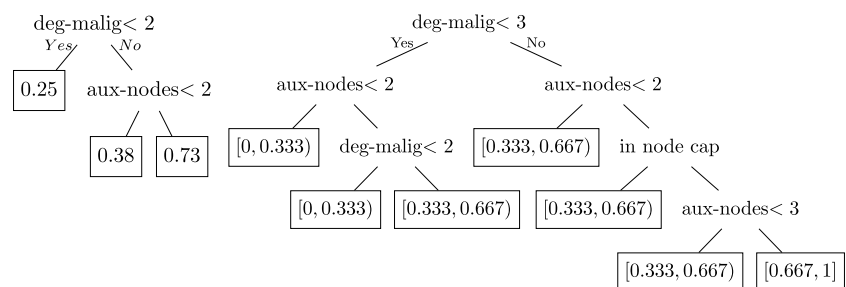 deg-malig< 2
Yes
No
0.25
aux-nodes< 2
0.38
0.73
deg-malig< 3
Yes
No
aux-nodes< 2
aux-nodes< 2
[0, 0.333)
deg-malig< 2
[0.333, 0.667)
in node cap
[0, 0.333)
[0.333, 0.667)
[0.333, 0.667)
aux-nodes< 3
[0.333, 0.667)
[0.667, 1]